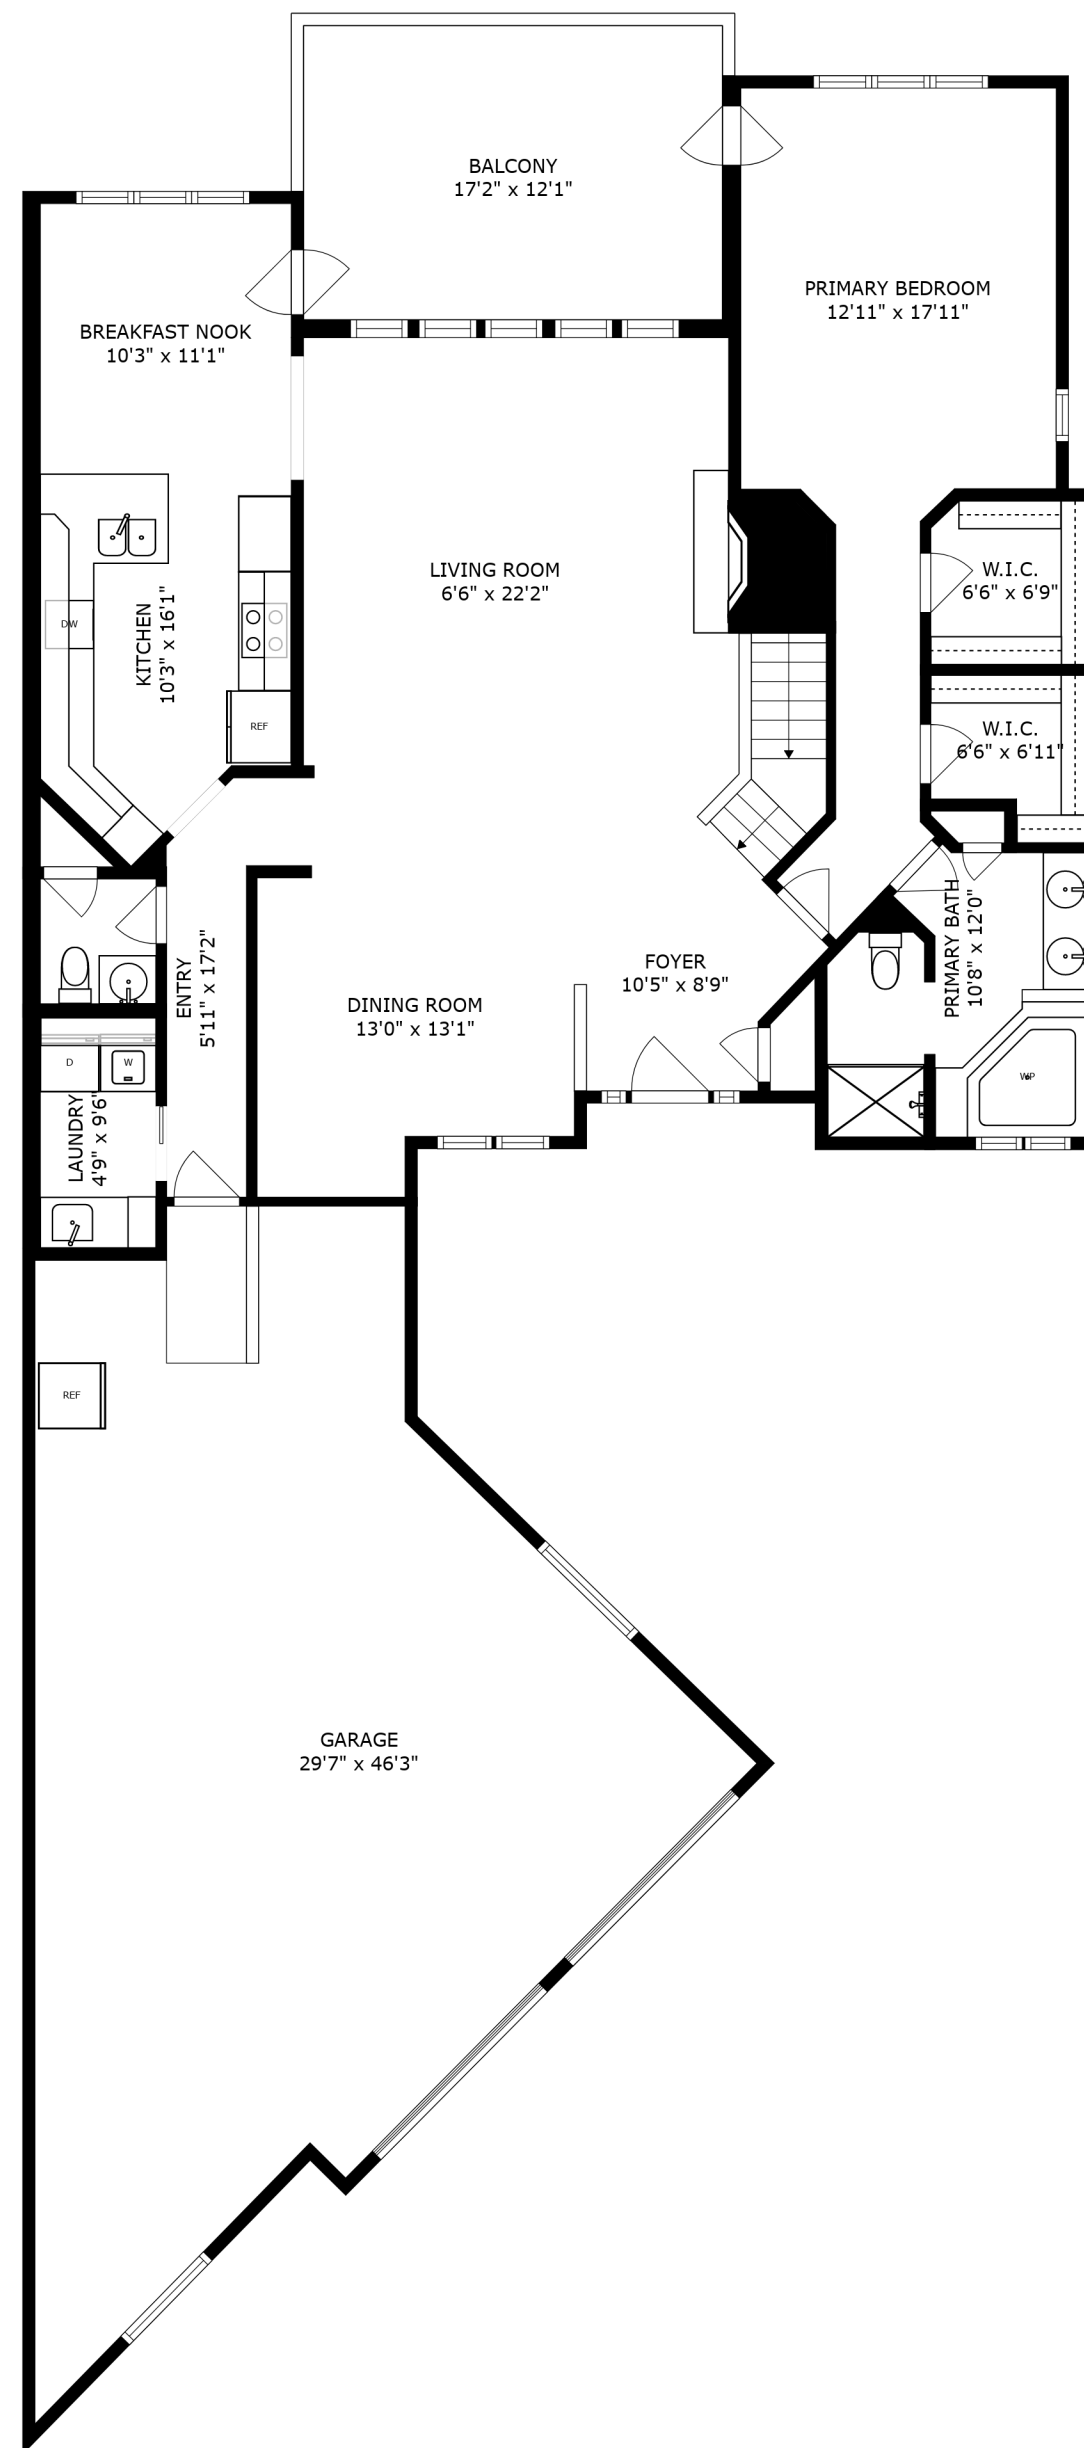 BALCONY
17'2" x 12'1"
PRIMARY BEDROOM
12'11" x 17'11"
BREAKFAST NOOK
10'3" x 11'1"
LIVING ROOM
6'6" x 22'2"
W.I.C.
6'6" x 6'9"
DW
KITCHEN
10'3" x 16'1"
REF
W.I.C.
6'6" x 6'11"
PRIMARY BATH
10'8" x 12'0"
ENTRY
5'11" x 17'2"
FOYER
10'5" x 8'9"
DINING ROOM
13'0" x 13'1"
D
W
WP
LAUNDRY
4'9" x 9'6"
REF
GARAGE
29'7" x 46'3"